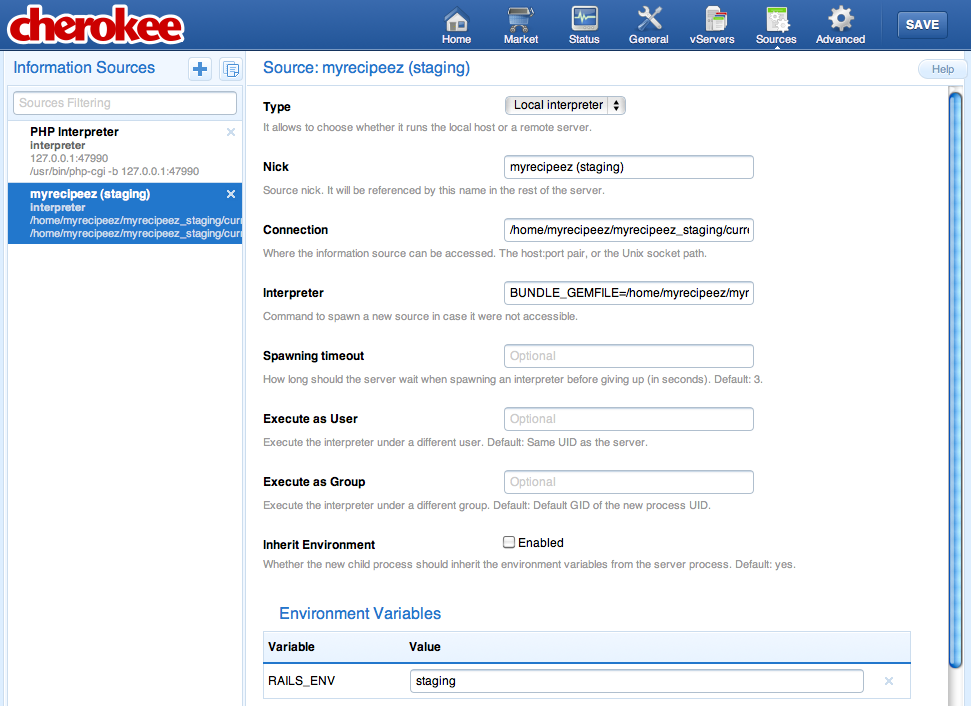 cherokee
Home Market Status General vServers Sources Advanced SAVE
Information Sources
Sources Filtering
PHP Interpreter
interpreter
127.0.0.1:47990
/usr/bin/php-cgi -b 127.0.0.1:47990
myrecipeez (staging)
interpreter
/home/myrecipeez/myrecipeez_staging/curr
/home/myrecipeez/myrecipeez_staging/curr
Source: myrecipeez (staging)
Help
Type Local interpreter
It allows to choose whether it runs the local host or a remote server.
Nick myrecipeez (staging)
Source nick. It will be referenced by this name in the rest of the server.
Connection /home/myrecipeez/myrecipeez_staging/curre
Where the information source can be accessed. The host:port pair, or the Unix socket path.
Interpreter BUNDLE_GEMFILE=/home/myrecipeez/myr
Command to spawn a new source in case it were not accessible.
Spawning timeout Optional
How long should the server wait when spawning an interpreter before giving up (in seconds). Default: 3.
Execute as User Optional
Execute the interpreter under a different user. Default: Same UID as the server.
Execute as Group Optional
Execute the interpreter under a different group. Default: Default GID of the new process UID.
Inherit Environment Enabled
Whether the new child process should inherit the environment variables from the server process. Default: yes.
Environment Variables
Variable Value
RAILS_ENV staging